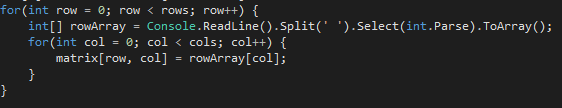 for(int row = 0; row < rows; row++) {
    int[] rowArray = Console.ReadLine().Split(' ').Select(int.Parse).ToArray();
    for(int col = 0; col < cols; col++) {
        matrix[row, col] = rowArray[col];
    }
}